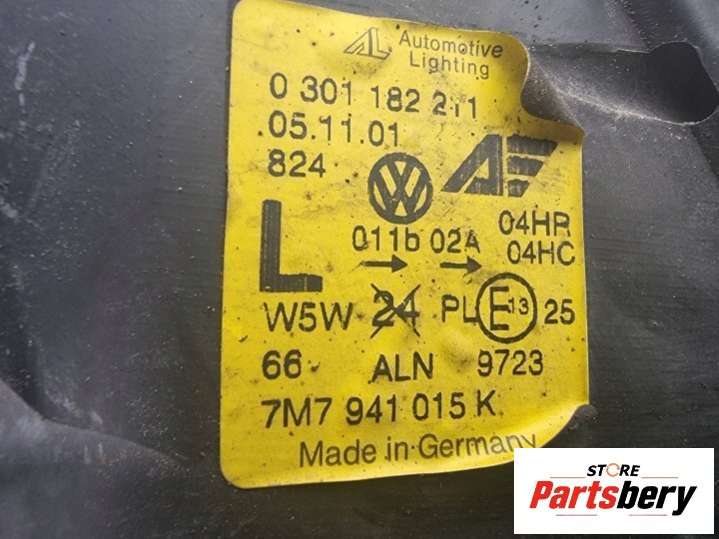 AL Automotive
Lighting
0 301 182 211
05.11.01
824
L
04HR
011b 02A 04HC
W5W 24 PL E13 25
66 ALN 9723
7M7 941 015 K
Made in Germany
STORE
Partsbery